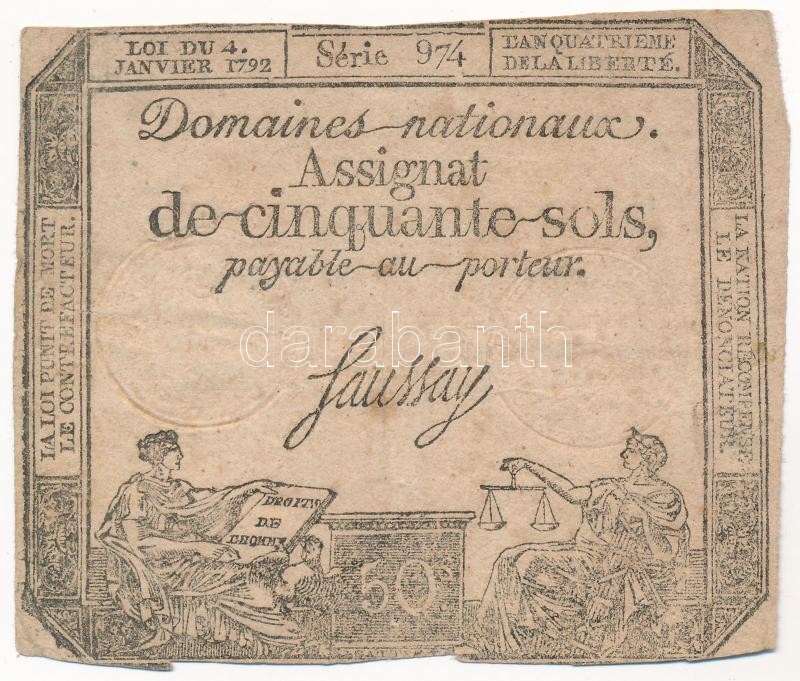 LOI DU 4.
JANVIER 1792
Série 974
L'AN QUATRIEME
DE LA LIBERTÉ.
Domaines nationaux.
Assignat
de cinquante sols,
payable au porteur.
LA LOI PUNIT DE MORT
LE CONTREFACTEUR.
LA NATION RÉCOMPENSE
LE DENONCIATEUR.
darabanth
Saussay
DROITS
DE
L'HOMME
50